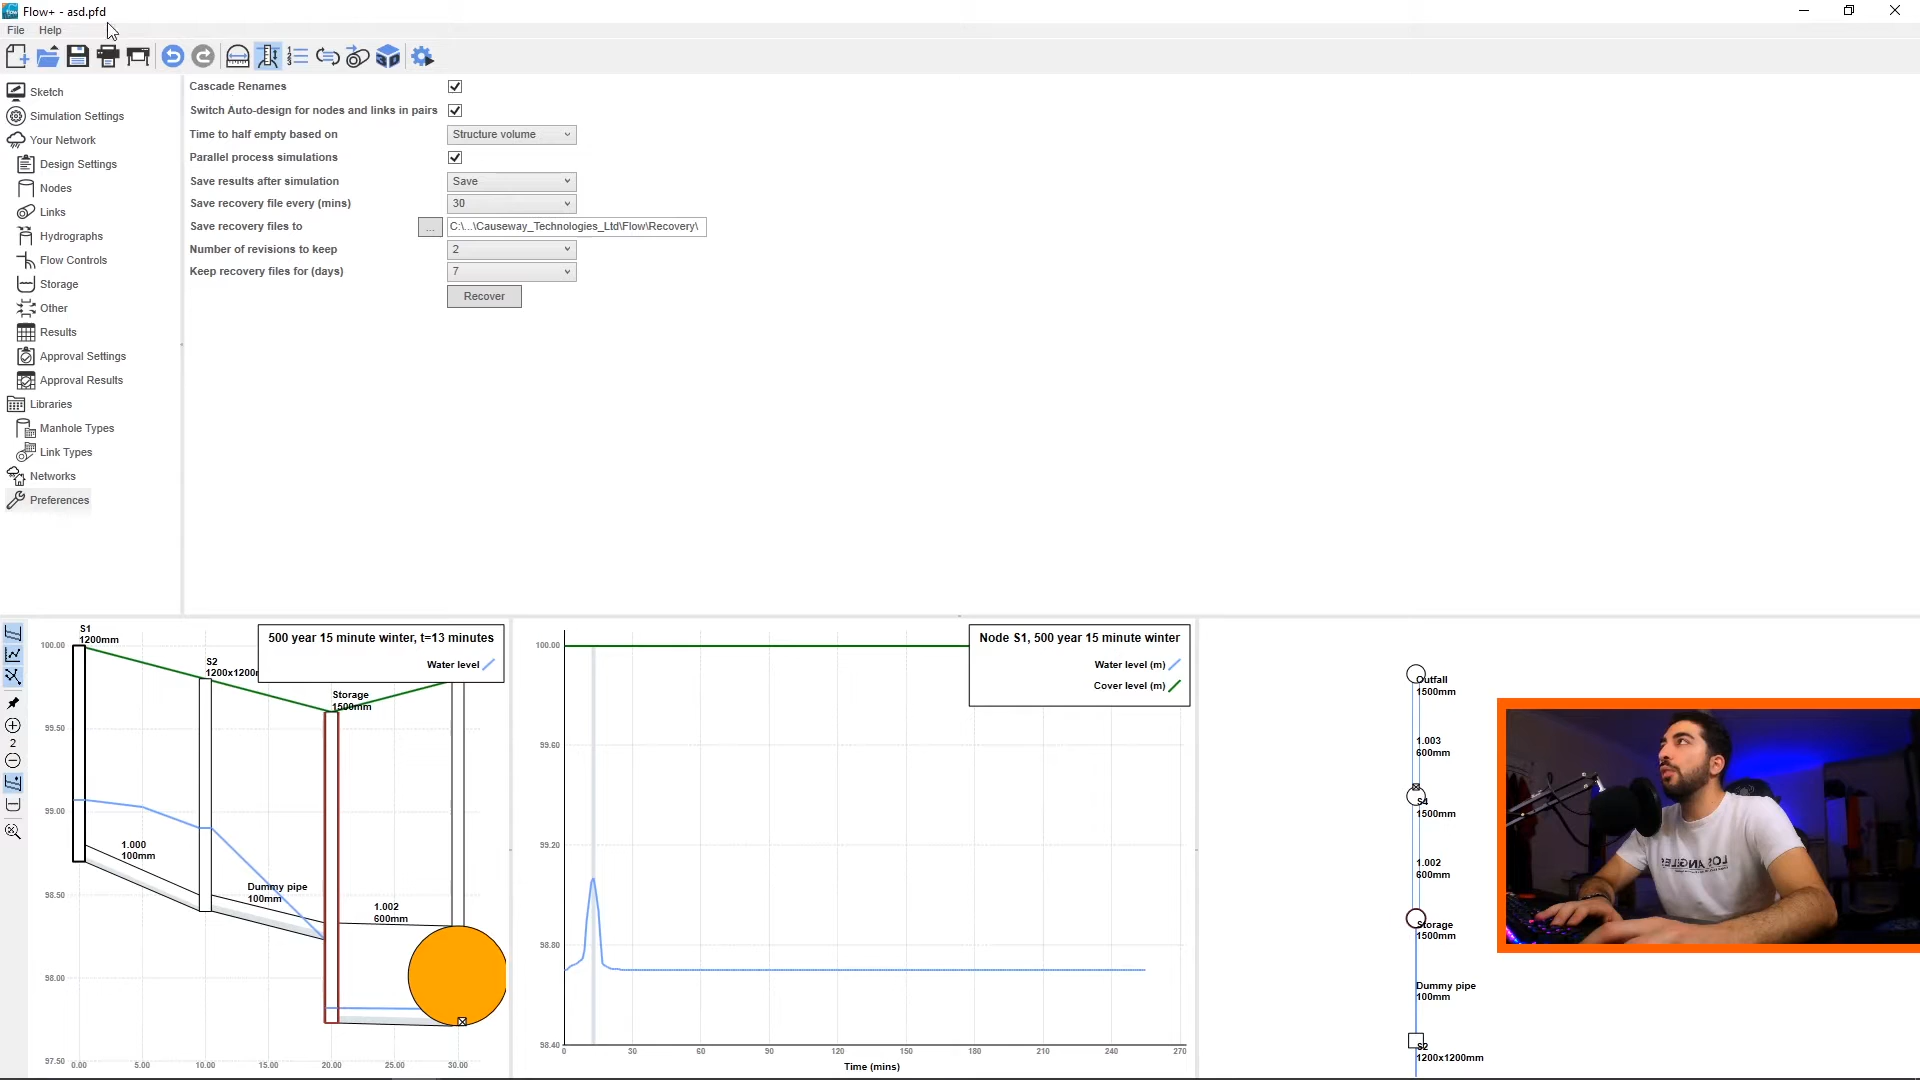 Flow+ - asd.pfd
File Help
Sketch
Simulation Settings
Your Network
Design Settings
Nodes
Links
Hydrographs
Flow Controls
Storage
Other
Results
Approval Settings
Approval Results
Libraries
Manhole Types
Link Types
Networks
Preferences
Cascade Renames
Switch Auto-design for nodes and links in pairs
Time to half empty based on Structure volume
Parallel process simulations
Save results after simulation Save
Save recovery file every (mins) 30
Save recovery files to ... C:\...\Causeway_Technologies_Ltd\Flow\Recovery\
Number of revisions to keep 2
Keep recovery files for (days) 7
Recover
2
S1
1200mm
S2
1200x1200m
500 year 15 minute winter, t=13 minutes
Water level
Storage
1500mm
1.000
100mm
Dummy pipe
100mm
1.002
600mm
100.00
99.50
99.00
98.50
98.00
97.50
0.00 5.00 10.00 15.00 20.00 25.00 30.00
Node S1, 500 year 15 minute winter
Water level (m)
Cover level (m)
100.00
99.60
99.20
98.80
98.40
0 30 60 90 120 150 180 210 240 270
Time (mins)
Outfall
1500mm
1.003
600mm
S4
1500mm
1.002
600mm
Storage
1500mm
Dummy pipe
100mm
S2
1200x1200mm
LOS ANGLES